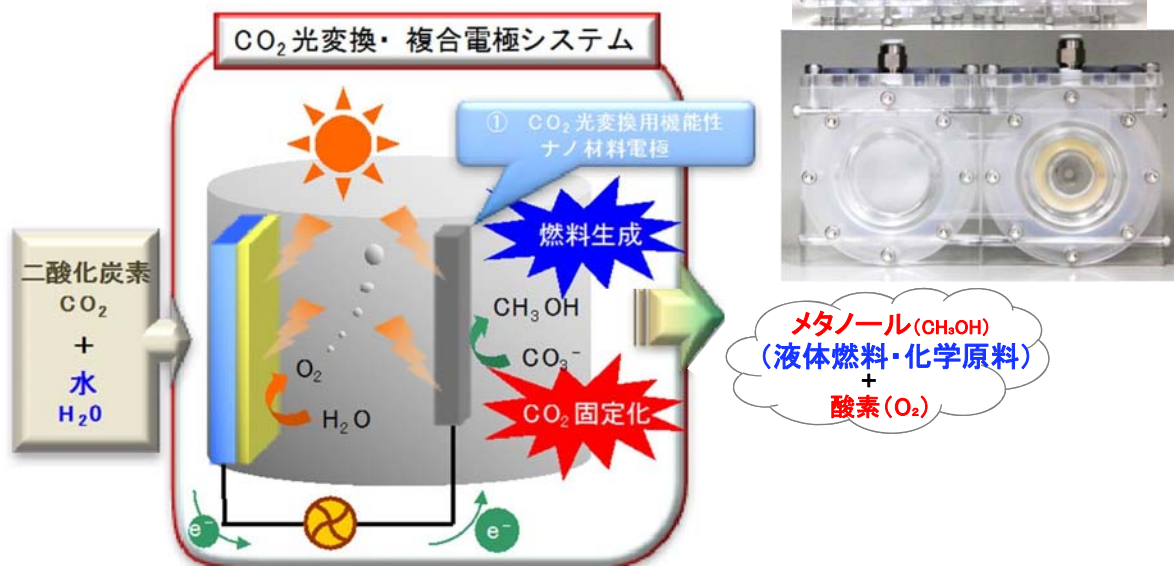 CO₂光変換・複合電極システム
① CO₂光変換用機能性
ナノ材料電極
二酸化炭素
CO₂
+
水
H₂0
燃料生成
CH₃OH
CO₃⁻
O₂
H₂O
CO₂固定化
e⁻
e⁻
メタノール(CH₃OH)
(液体燃料・化学原料)
+
酸素(O₂)